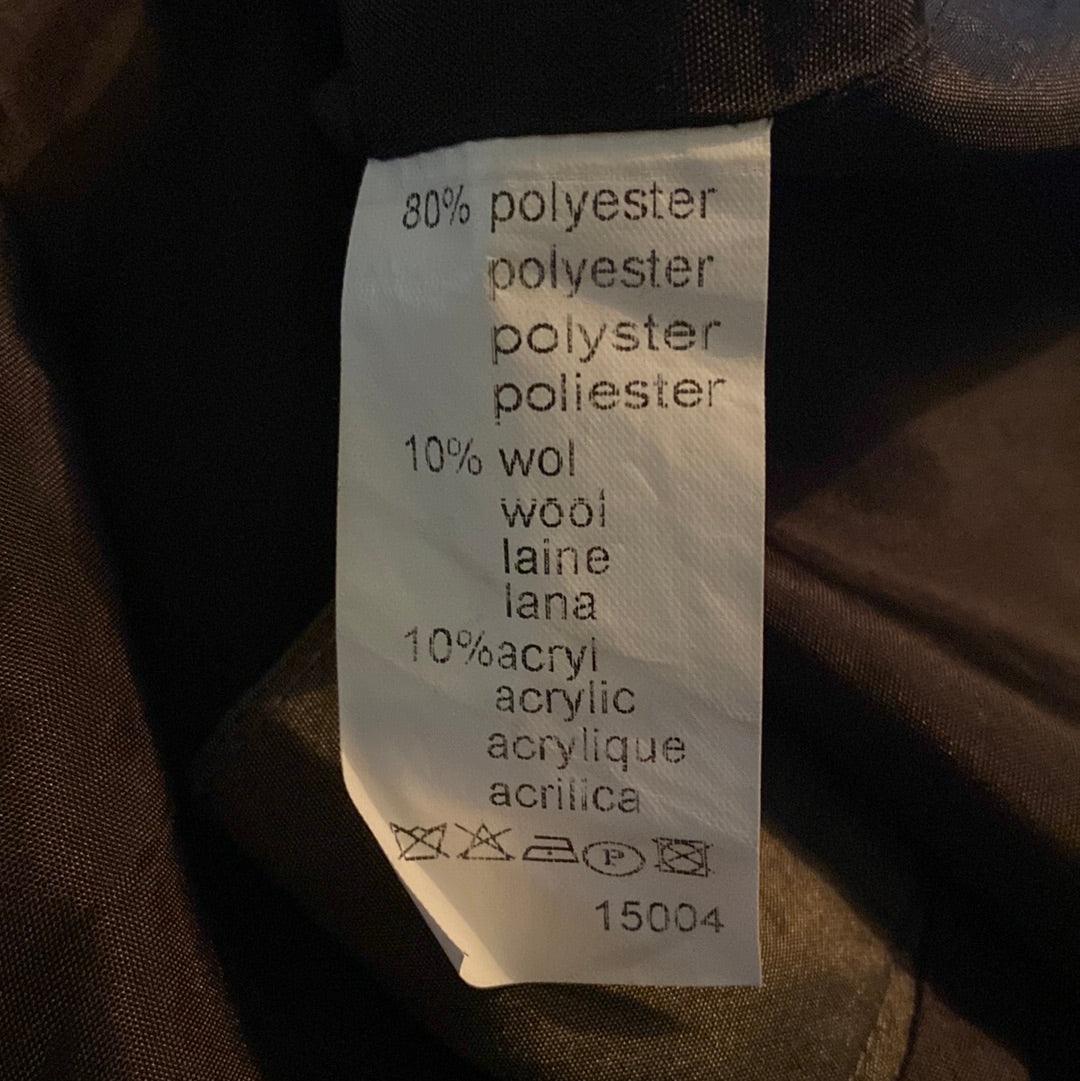 80% polyester
polyester
polyster
poliester
10% wol
wool
laine
lana
10% acryl
acrylic
acrylique
acrilica
P
15004